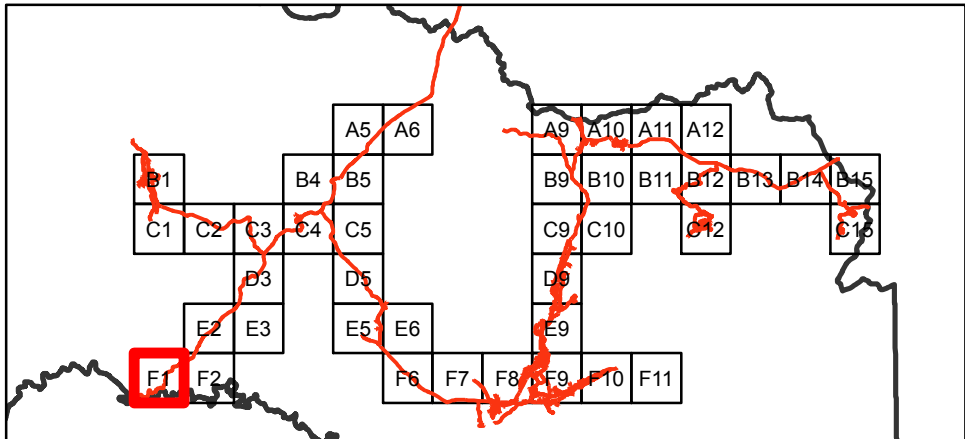 A5 A6 A9 A10 A11 A12
B1 B4 B5 B9 B10 B11 B12 B13 B14 B15
C1 C2 C3 C4 C5 C9 C10 C12 C15
D3 D5 D9
E2 E3 E5 E6 E9
F1 F2 F6 F7 F8 F9 F10 F11